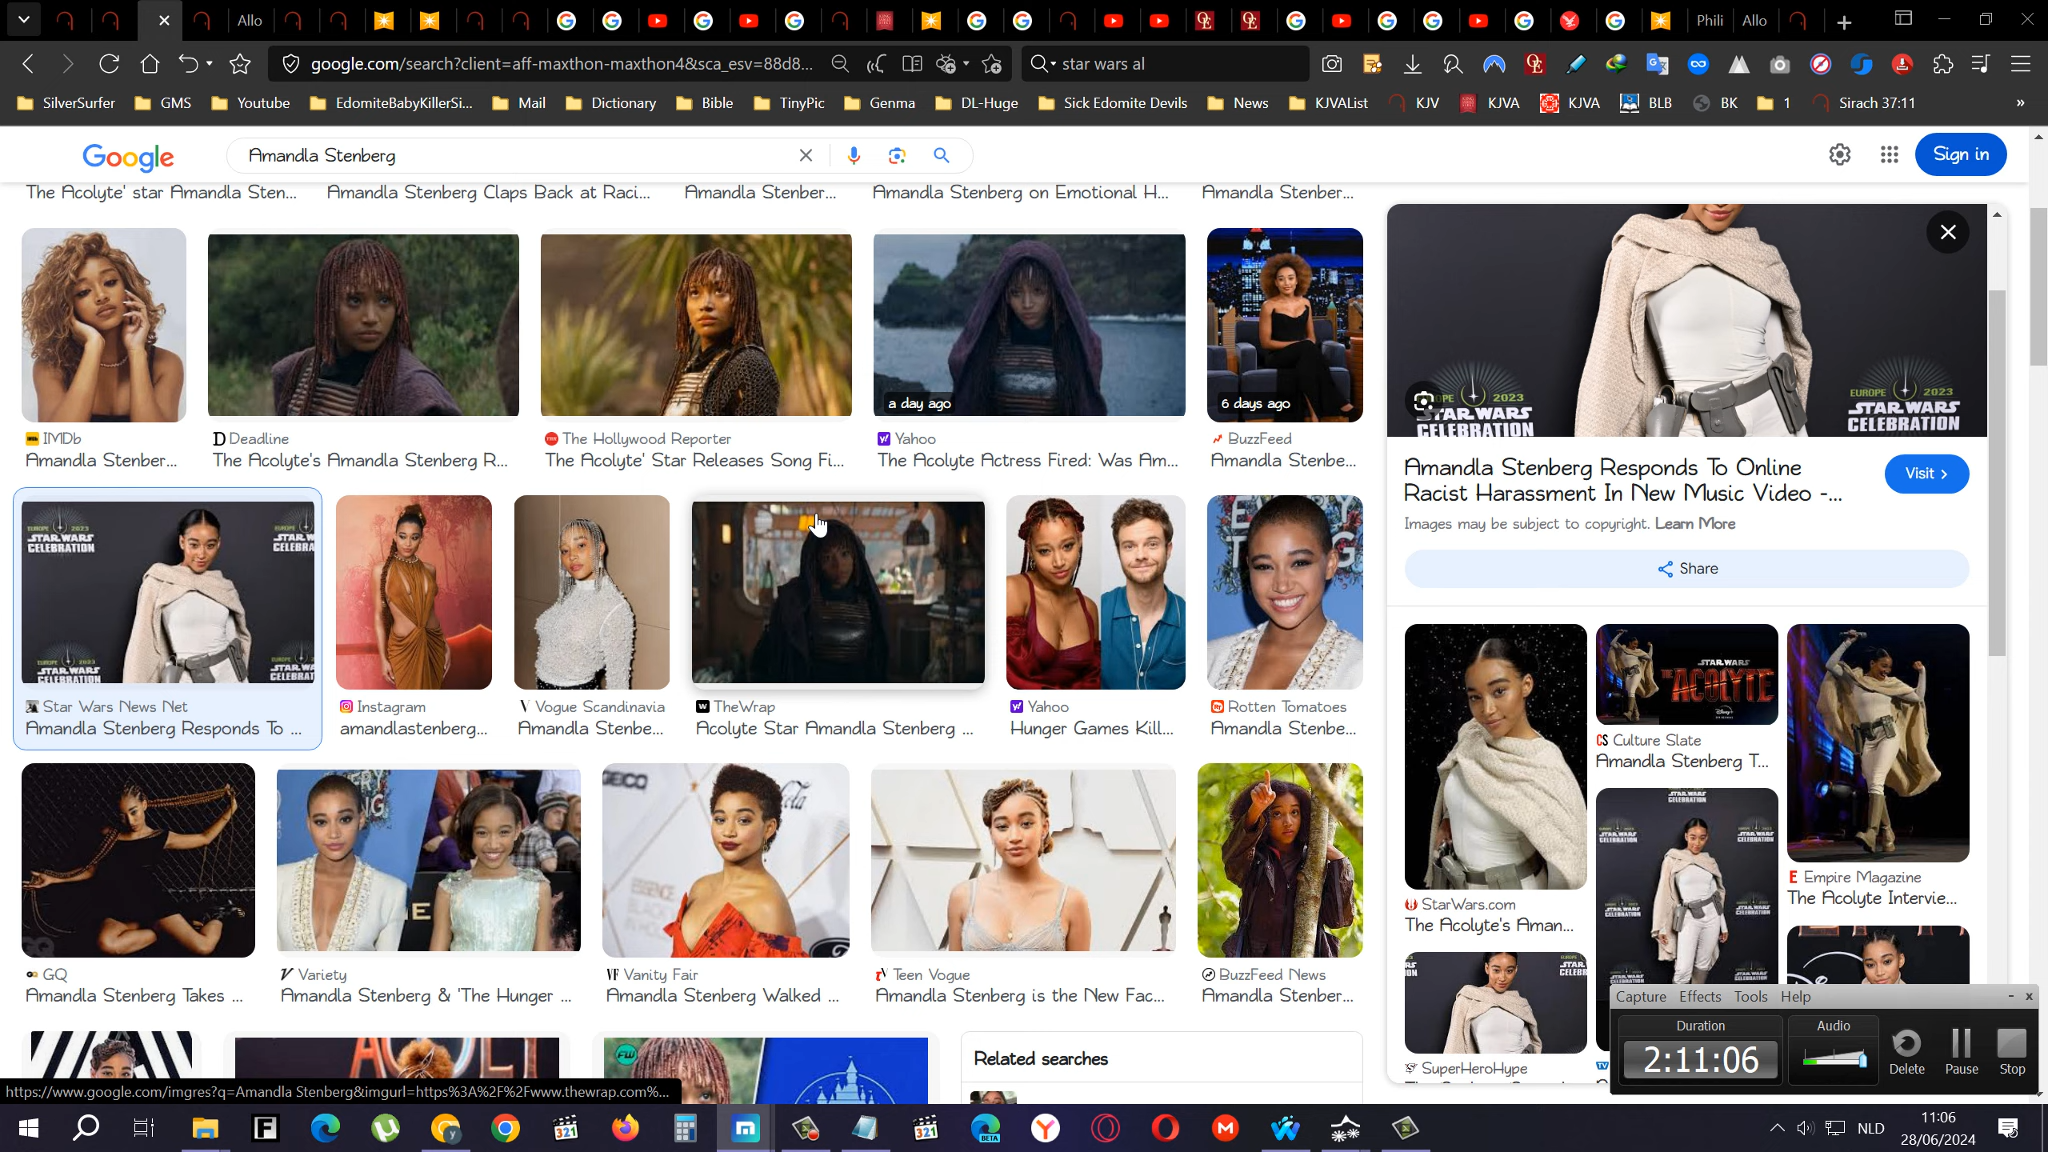 Allo
Phili
Allo
google.com/search?client=aff-maxthon-maxthon4&sca_esv=88d8...
star wars al
SilverSurfer
GMS
Youtube
EdomiteBabyKillerSi...
Mail
Dictionary
Bible
TinyPic
Genma
DL-Huge
Sick Edomite Devils
News
KJVAList
KJV
KJVA
KJVA
BLB
BK
1
Sirach 37:11
»
Google
Amandla Stenberg
Sign in
The Acolyte' star Amandla Sten...
Amandla Stenberg Claps Back at Raci...
Amandla Stenber...
Amandla Stenberg on Emotional H...
Amandla Stenber...
a day ago
6 days ago
IMDb
Amandla Stenber...
Deadline
The Acolyte's Amandla Stenberg R...
The Hollywood Reporter
The Acolyte' Star Releases Song Fi...
Yahoo
The Acolyte Actress Fired: Was Am...
BuzzFeed
Amandla Stenbe...
EUROPE 2023
STAR WARS
CELEBRATION
Star Wars News Net
Amandla Stenberg Responds To ...
Instagram
amandlastenberg...
Vogue Scandinavia
Amandla Stenbe...
TheWrap
Acolyte Star Amandla Stenberg ...
Yahoo
Hunger Games Kill...
Rotten Tomatoes
Amandla Stenbe...
GQ
Amandla Stenberg Takes ...
Variety
Amandla Stenberg & 'The Hunger ...
Vanity Fair
Amandla Stenberg Walked ...
Teen Vogue
Amandla Stenberg is the New Fac...
BuzzFeed News
Amandla Stenber...
Related searches
EUROPE 2023
STAR WARS
CELEBRATION
Amandla Stenberg Responds To Online
Racist Harassment In New Music Video -...
Visit
Images may be subject to copyright. Learn More
Share
STAR WARS
THE ACOLYTE
Culture Slate
Amandla Stenberg T...
StarWars.com
The Acolyte's Aman...
Empire Magazine
The Acolyte Intervie...
SuperHeroHype
Capture Effects Tools Help
Duration
2:11:06
Audio
Delete
Pause
Stop
https://www.google.com/imgres?q=Amandla Stenberg&imgurl=https%3A%2F%2Fwww.thewrap.com%...
NLD
11:06
28/06/2024